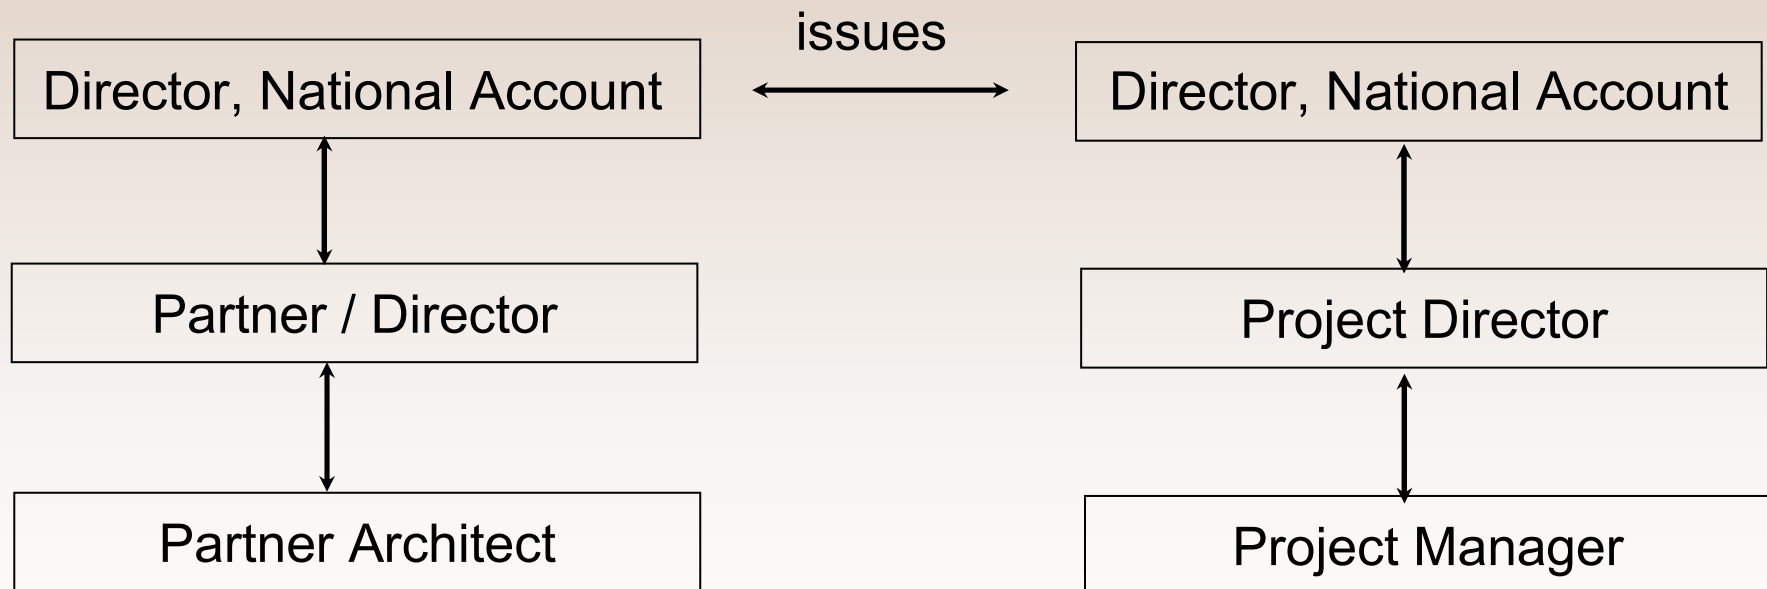 issues
Director, National Account
Director, National Account
Partner / Director
Project Director
Partner Architect
Project Manager